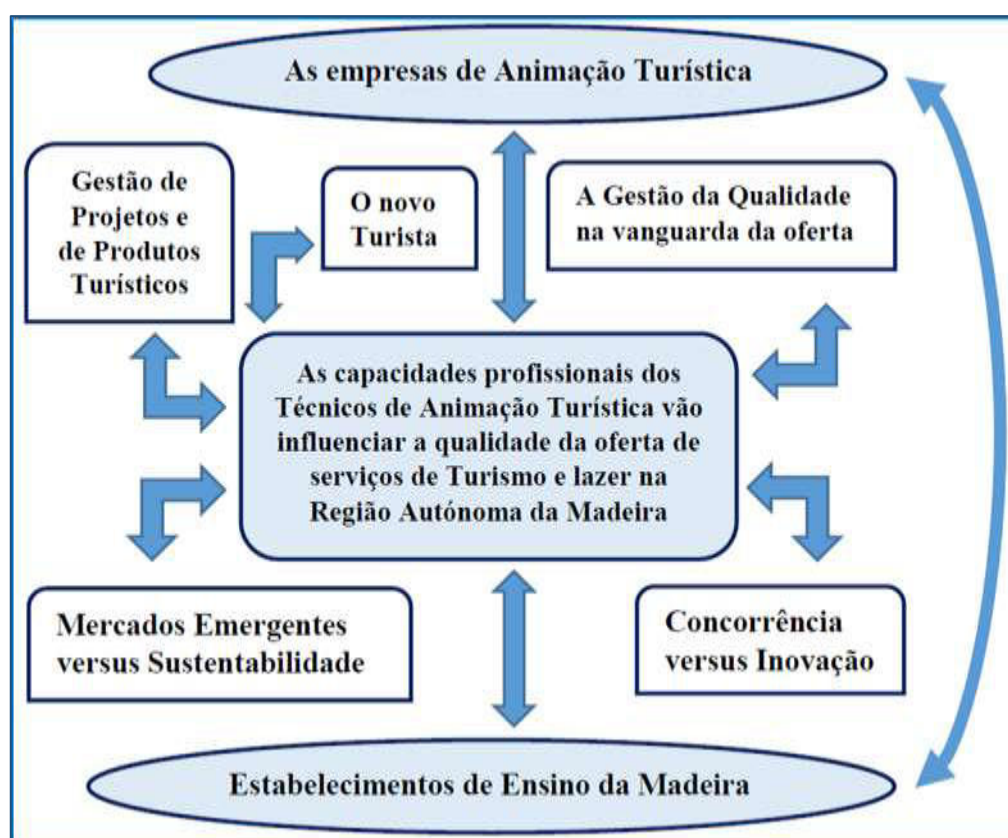 As empresas de Animação Turística
Gestão de
Projetos e
de Produtos
Turísticos
O novo
Turista
A Gestão da Qualidade
na vanguarda da oferta
As capacidades profissionais dos
Técnicos de Animação Turística vão
influenciar a qualidade da oferta de
serviços de Turismo e lazer na
Região Autónoma da Madeira
Mercados Emergentes
versus Sustentabilidade
Concorrência
versus Inovação
Estabelecimentos de Ensino da Madeira